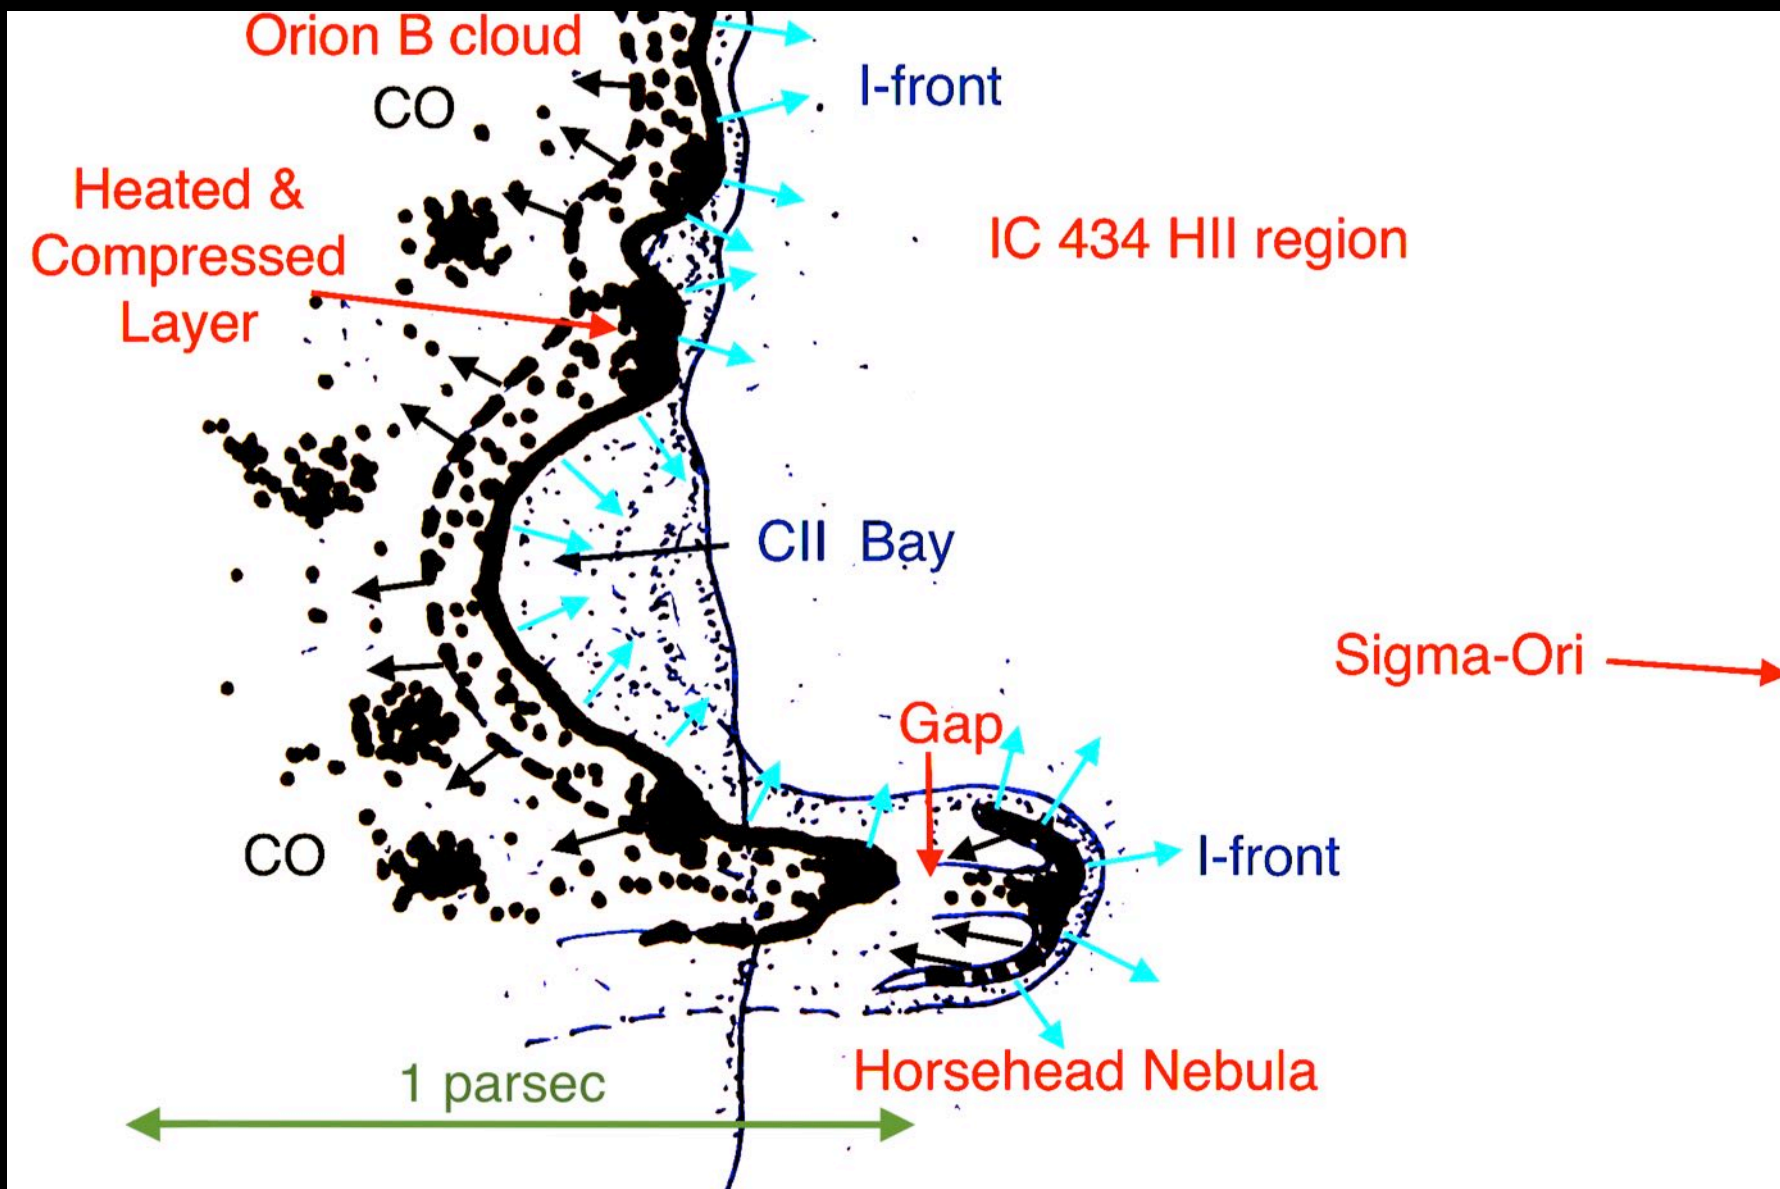 Orion B cloud
CO
I-front
Heated &
Compressed
Layer
IC 434 HII region
CII Bay
Sigma-Ori
Gap
CO
I-front
Horsehead Nebula
1 parsec